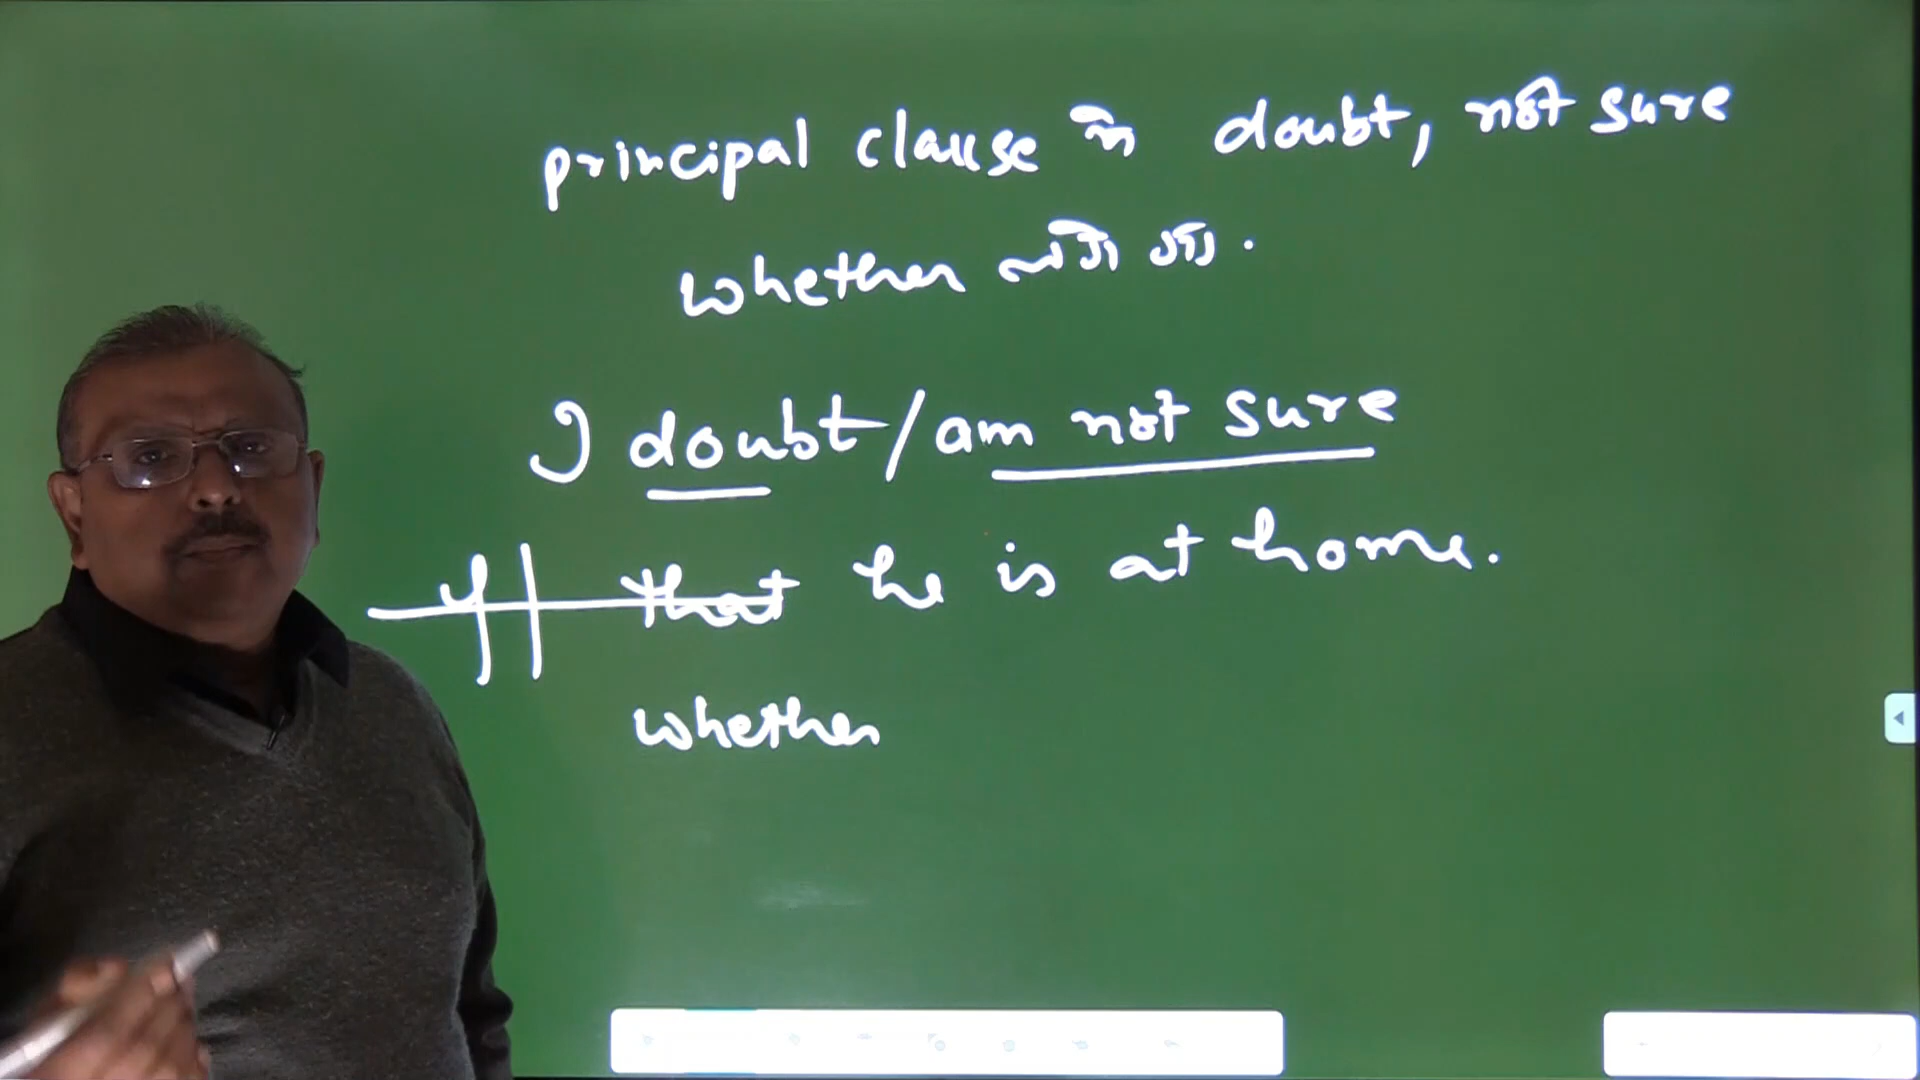 principal clause में doubt, not sure
whether लगेगा.
I doubt/am not sure
if that he is at home.
whether